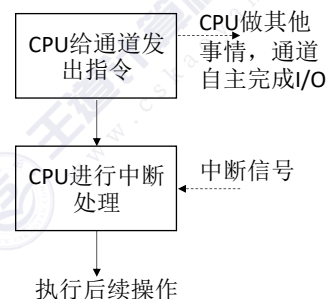 CPU给通道发
出指令
CPU做其他
事情，通道
自主完成I/O
CPU进行中断
处理
中断信号
执行后续操作